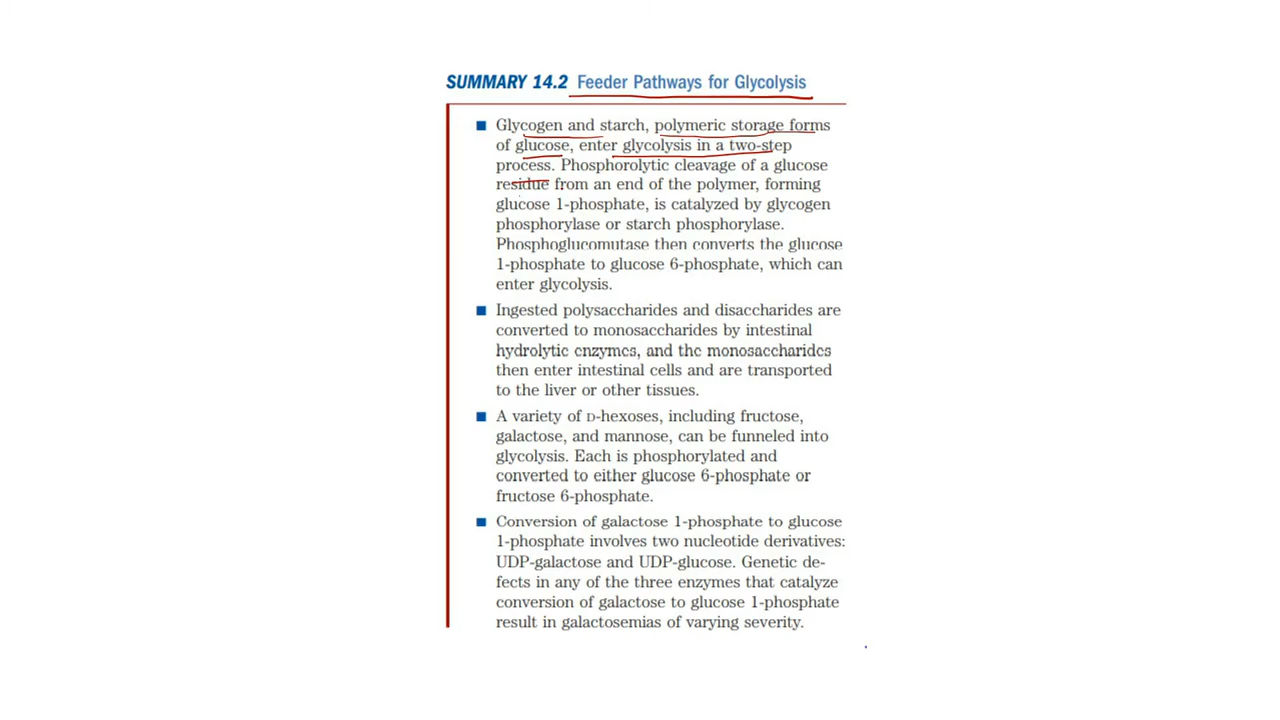 SUMMARY 14.2 Feeder Pathways for Glycolysis
■ Glycogen and starch, polymeric storage forms
of glucose, enter glycolysis in a two-step
process. Phosphorolytic cleavage of a glucose
residue from an end of the polymer, forming
glucose 1-phosphate, is catalyzed by glycogen
phosphorylase or starch phosphorylase.
Phosphoglucomutase then converts the glucose
1-phosphate to glucose 6-phosphate, which can
enter glycolysis.
■ Ingested polysaccharides and disaccharides are
converted to monosaccharides by intestinal
hydrolytic enzymes, and the monosaccharides
then enter intestinal cells and are transported
to the liver or other tissues.
■ A variety of D-hexoses, including fructose,
galactose, and mannose, can be funneled into
glycolysis. Each is phosphorylated and
converted to either glucose 6-phosphate or
fructose 6-phosphate.
■ Conversion of galactose 1-phosphate to glucose
1-phosphate involves two nucleotide derivatives:
UDP-galactose and UDP-glucose. Genetic de-
fects in any of the three enzymes that catalyze
conversion of galactose to glucose 1-phosphate
result in galactosemias of varying severity.